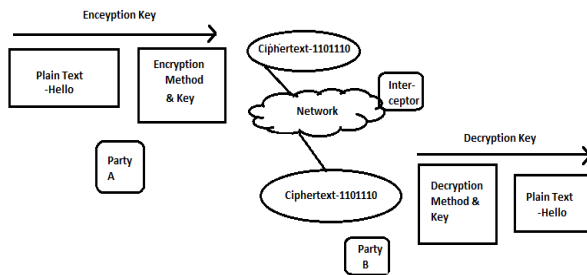 Enceyption Key
Plain Text
-Hello
Encryption
Method
& Key
Ciphertext-1101110
Inter-
ceptor
Network
Party
A
Decryption Key
Ciphertext-1101110
Decryption
Method &
Key
Plain Text
-Hello
Party
B